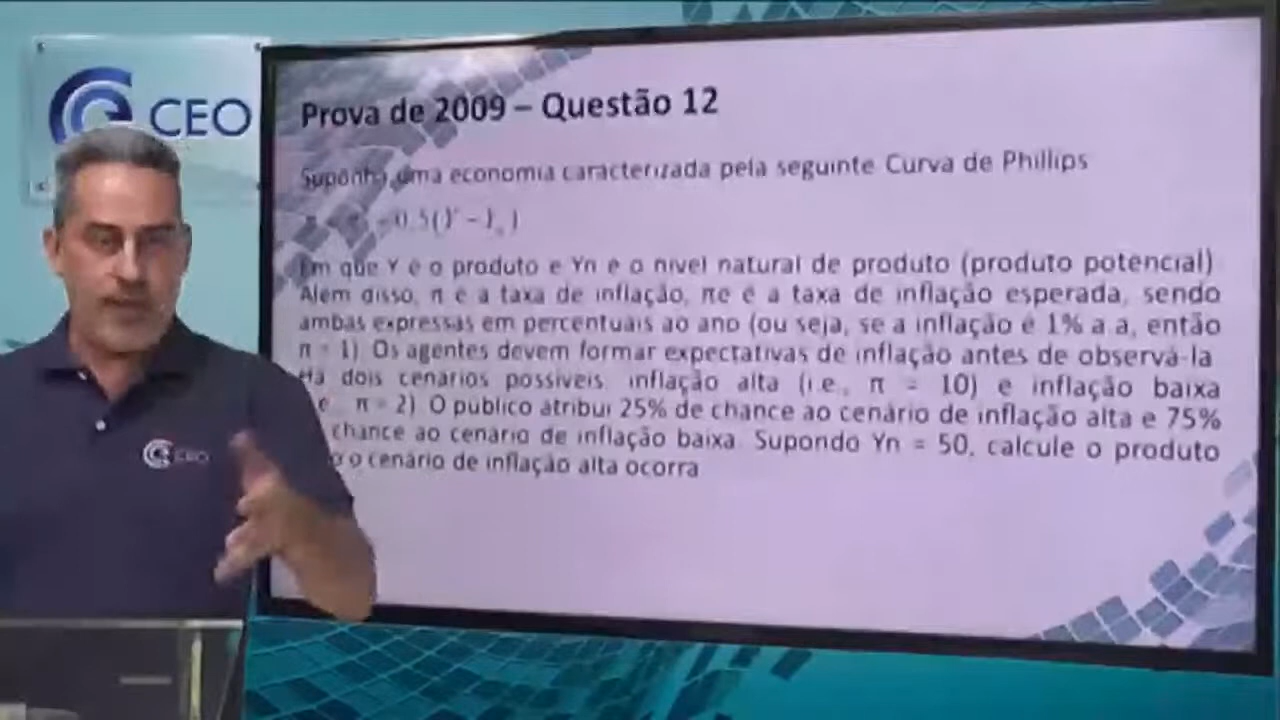 CEO
Prova de 2009 – Questão 12
Suponha uma economia caracterizada pela seguinte Curva de Phillips
0.5(Y - Y
Em que Y é o produto e Yn é o nível natural de produto (produto potencial)
Além disso, π é a taxa de inflação, πe é a taxa de inflação esperada, sendo
ambas expressas em percentuais ao ano (ou seja, se a inflação é 1% a a, então
π = 1) Os agentes devem formar expectativas de inflação antes de observá-la
Há dois cenários possíveis inflação alta (i.e., π = 10) e inflação baixa
e., π = 2) O público atribui 25% de chance ao cenário de inflação alta e 75%
chance ao cenário de inflação baixa Supondo Yn = 50, calcule o produto
o cenário de inflação alta ocorra
CEO